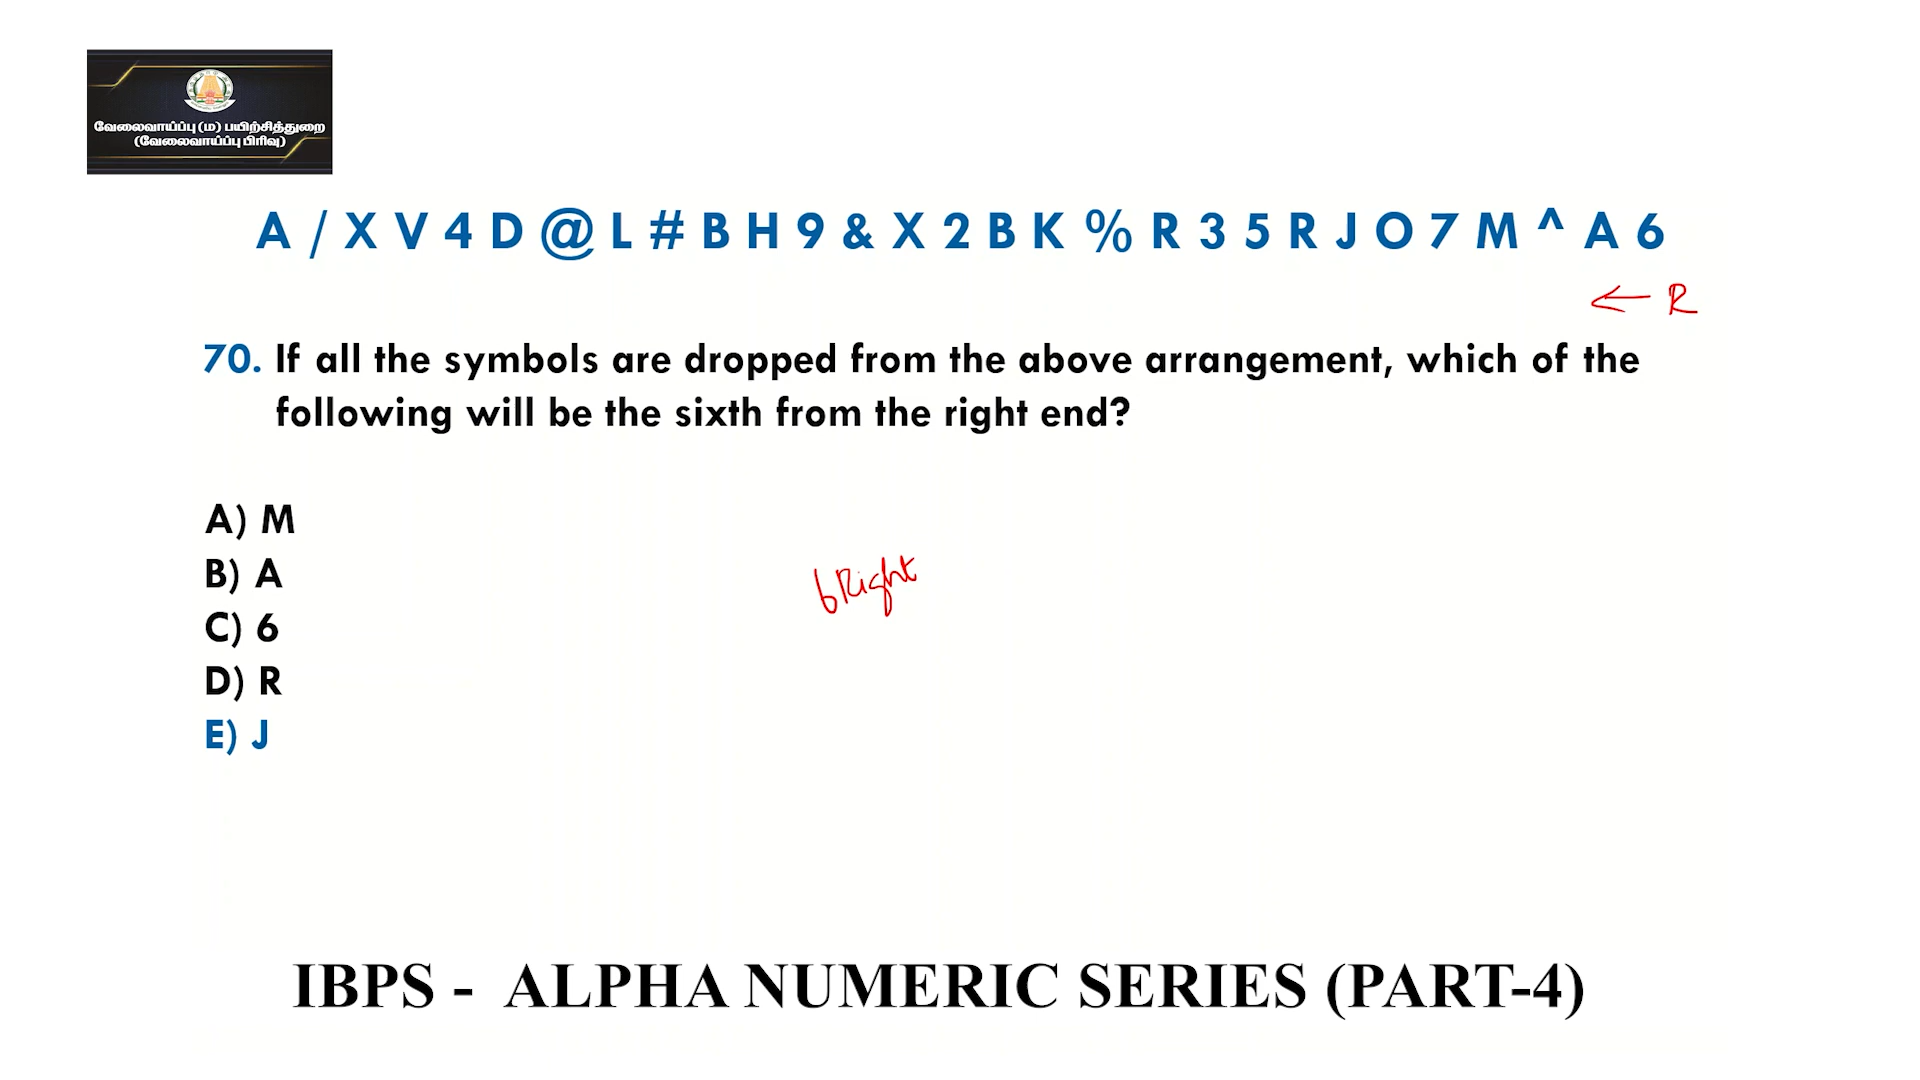 வேலைவாய்ப்பு (ம) பயிற்சித்துறை
(வேலைவாய்ப்பு பிரிவு)
A / X V 4 D @ L # B H 9 & X 2 B K % R 3 5 R J O 7 M ^ A 6
← R
70. If all the symbols are dropped from the above arrangement, which of the
following will be the sixth from the right end?
A) M
B) A
C) 6
D) R
E) J
6Right
IBPS - ALPHA NUMERIC SERIES (PART-4)